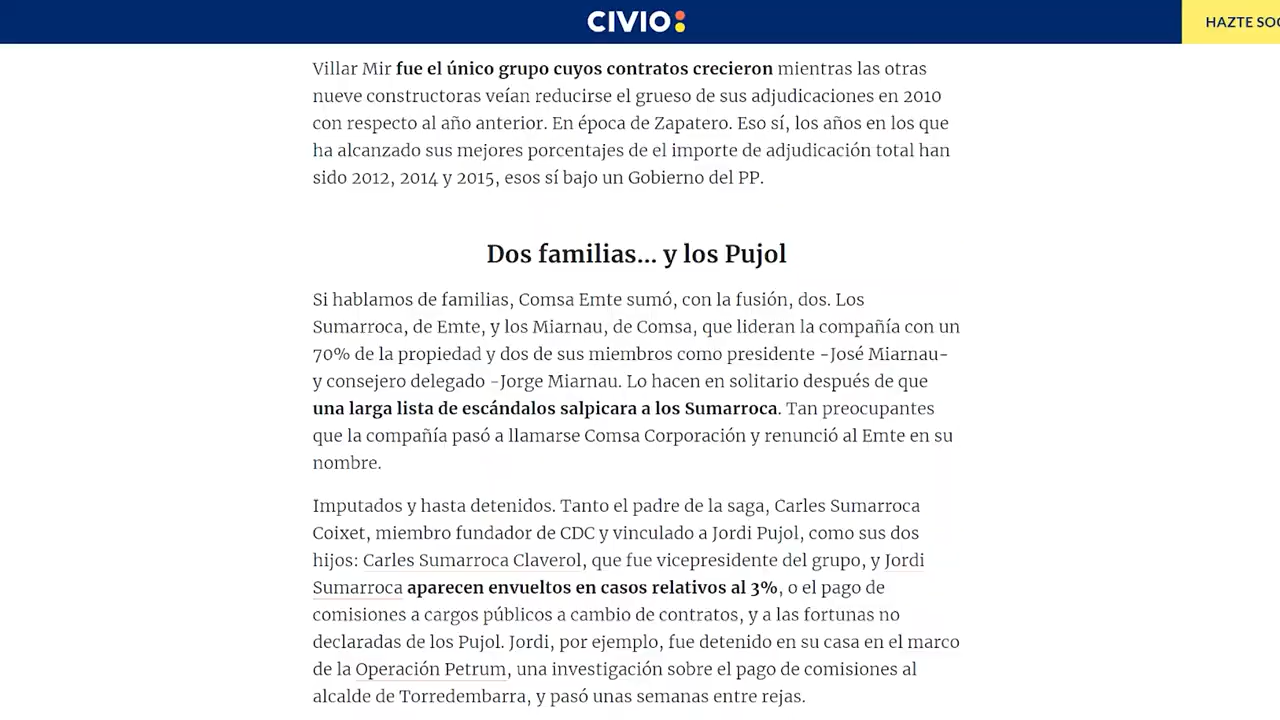 CIVIO
HAZTE SOC
Villar Mir fue el único grupo cuyos contratos crecieron mientras las otras
nueve constructoras veían reducirse el grueso de sus adjudicaciones en 2010
con respecto al año anterior. En época de Zapatero. Eso sí, los años en los que
ha alcanzado sus mejores porcentajes de el importe de adjudicación total han
sido 2012, 2014 y 2015, esos sí bajo un Gobierno del PP.
Dos familias... y los Pujol
Si hablamos de familias, Comsa Emte sumó, con la fusión, dos. Los
Sumarroca, de Emte, y los Miarnau, de Comsa, que lideran la compañía con un
70% de la propiedad y dos de sus miembros como presidente -José Miarnau-
y consejero delegado -Jorge Miarnau. Lo hacen en solitario después de que
una larga lista de escándalos salpicara a los Sumarroca. Tan preocupantes
que la compañía pasó a llamarse Comsa Corporación y renunció al Emte en su
nombre.
Imputados y hasta detenidos. Tanto el padre de la saga, Carles Sumarroca
Coixet, miembro fundador de CDC y vinculado a Jordi Pujol, como sus dos
hijos: Carles Sumarroca Claverol, que fue vicepresidente del grupo, y Jordi
Sumarroca aparecen envueltos en casos relativos al 3%, o el pago de
comisiones a cargos públicos a cambio de contratos, y a las fortunas no
declaradas de los Pujol. Jordi, por ejemplo, fue detenido en su casa en el marco
de la Operación Petrum, una investigación sobre el pago de comisiones al
alcalde de Torredembarra, y pasó unas semanas entre rejas.